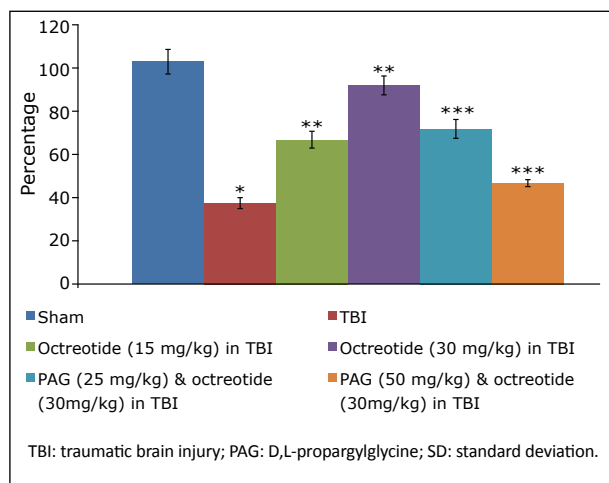 120
100
80
60
40
20
0
Percentage
*
**
**
***
***
Sham
TBI
Octreotide (15 mg/kg) in TBI
Octreotide (30 mg/kg) in TBI
PAG (25 mg/kg) & octreotide
(30mg/kg) in TBI
PAG (50 mg/kg) & octreotide
(30mg/kg) in TBI
TBI: traumatic brain injury; PAG: D,L-propargylglycine; SD: standard deviation.